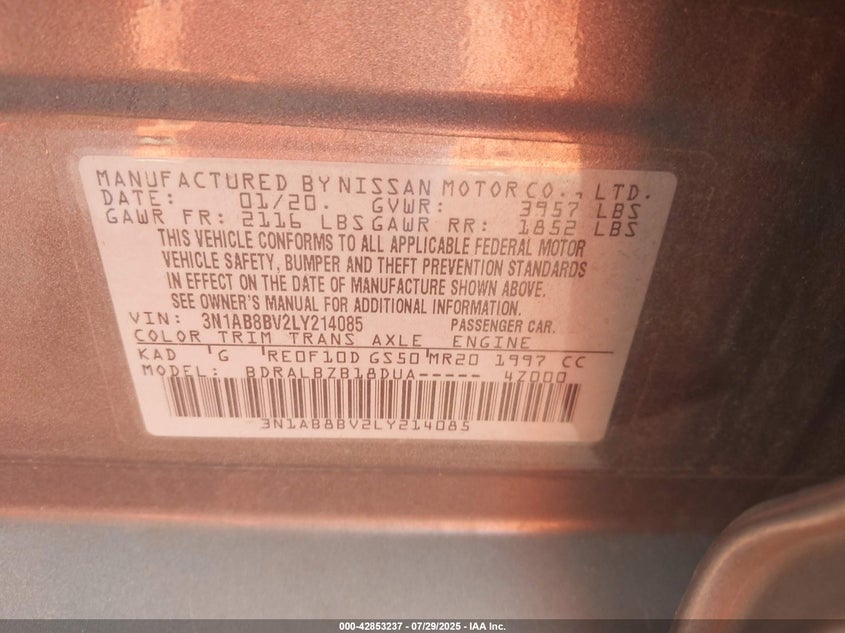 MANUFACTURED BY NISSAN MOTOR CO., LTD.
DATE: 01/20. GVWR: 3957 LBS
GAWR FR: 2116 LBS GAWR RR: 1852 LBS
THIS VEHICLE CONFORMS TO ALL APPLICABLE FEDERAL MOTOR
VEHICLE SAFETY, BUMPER AND THEFT PREVENTION STANDARDS
IN EFFECT ON THE DATE OF MANUFACTURE SHOWN ABOVE.
SEE OWNER'S MANUAL FOR ADDITIONAL INFORMATION.
VIN: 3N1AB8BV2LY214085 PASSENGER CAR.
COLOR TRIM TRANS AXLE ENGINE
KAD G RE0F10D GS50 MR20 1997 CC
MODEL: BDRALBZB18DUA----- 4Z000
3N1AB8BV2LY214085
000-42853237 - 07/29/2025 - IAA Inc.